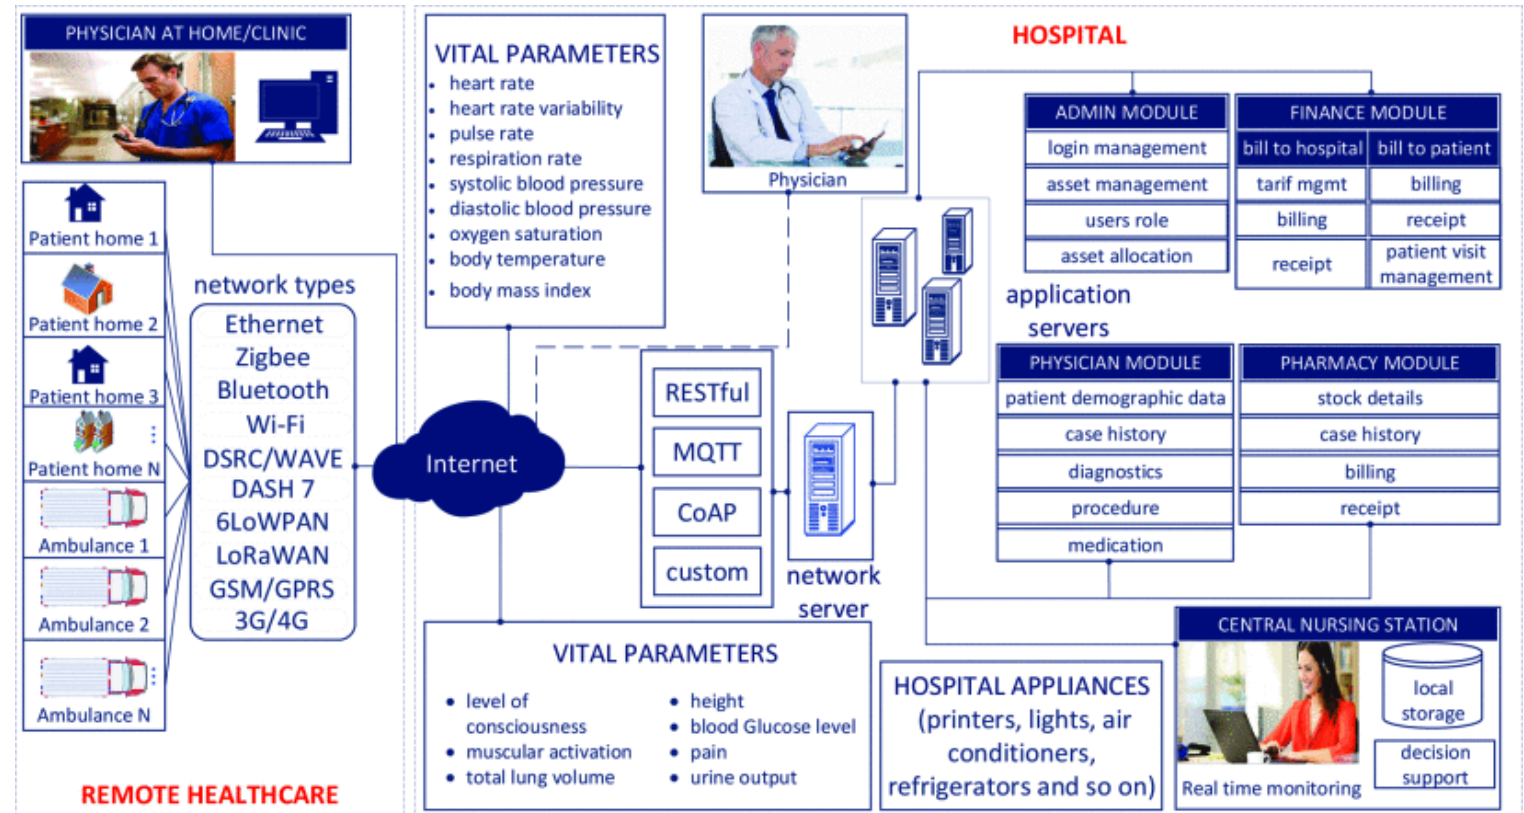 PHYSICIAN AT HOME/CLINIC
Patient home 1
Patient home 2
Patient home 3
Patient home N
Ambulance 1
Ambulance 2
Ambulance N
network types
Ethernet
Zigbee
Bluetooth
Wi-Fi
DSRC/WAVE
DASH 7
6LoWPAN
LoRaWAN
GSM/GPRS
3G/4G
REMOTE HEALTHCARE
VITAL PARAMETERS
• heart rate
• heart rate variability
• pulse rate
• respiration rate
• systolic blood pressure
• diastolic blood pressure
• oxygen saturation
• body temperature
• body mass index
Internet
VITAL PARAMETERS
• level of
consciousness
• muscular activation
• total lung volume
• height
• blood Glucose level
• pain
• urine output
Physician
RESTful
MQTT
CoAP
custom
network
server
HOSPITAL
application
servers
ADMIN MODULE
login management
asset management
users role
asset allocation
FINANCE MODULE
bill to hospital
tarif mgmt
billing
receipt
bill to patient
billing
receipt
patient visit
management
PHYSICIAN MODULE
patient demographic data
case history
diagnostics
procedure
medication
PHARMACY MODULE
stock details
case history
billing
receipt
HOSPITAL APPLIANCES
(printers, lights, air
conditioners,
refrigerators and so on)
CENTRAL NURSING STATION
Real time monitoring
local
storage
decision
support